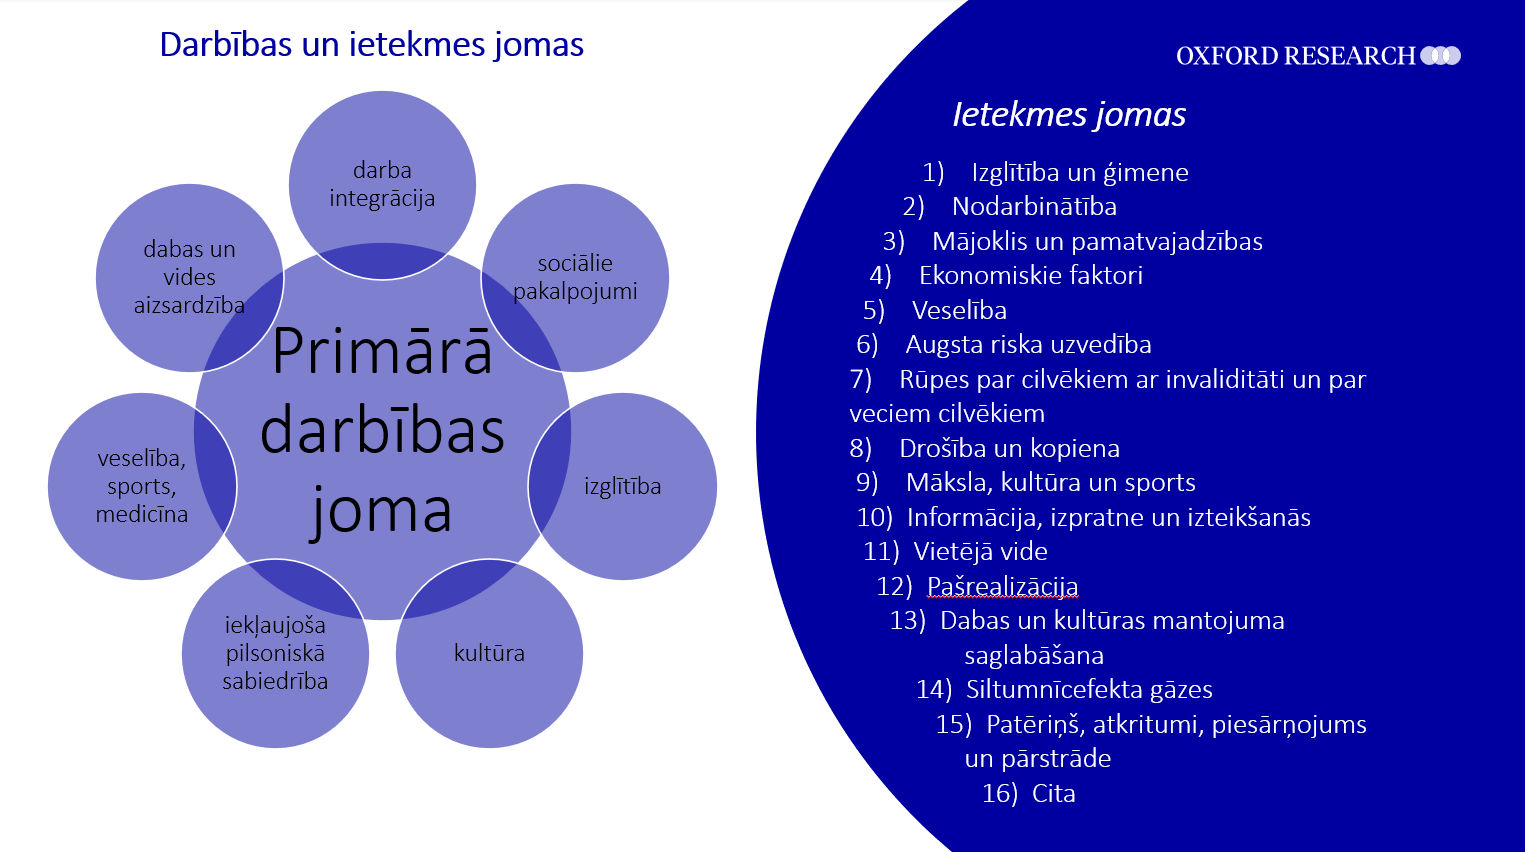 Darbības un ietekmes jomas
darba
integrācija
sociālie
pakalpojumi
izglītība
kultūra
iekļaujoša
pilsoniskā
sabiedrība
veselība,
sports,
medicīna
dabas un
vides
aizsardzība
Primārā
darbības
joma
OXFORD RESEARCH
Ietekmes jomas
1) Izglītība un ģimene
2) Nodarbinātība
3) Mājoklis un pamatvajadzības
4) Ekonomiskie faktori
5) Veselība
6) Augsta riska uzvedība
7) Rūpes par cilvēkiem ar invaliditāti un par
veciem cilvēkiem
8) Drošība un kopiena
9) Māksla, kultūra un sports
10) Informācija, izpratne un izteikšanās
11) Vietējā vide
12) Pašrealizācija
13) Dabas un kultūras mantojuma
saglabāšana
14) Siltumnīcefekta gāzes
15) Patēriņš, atkritumi, piesārņojums
un pārstrāde
16) Cita